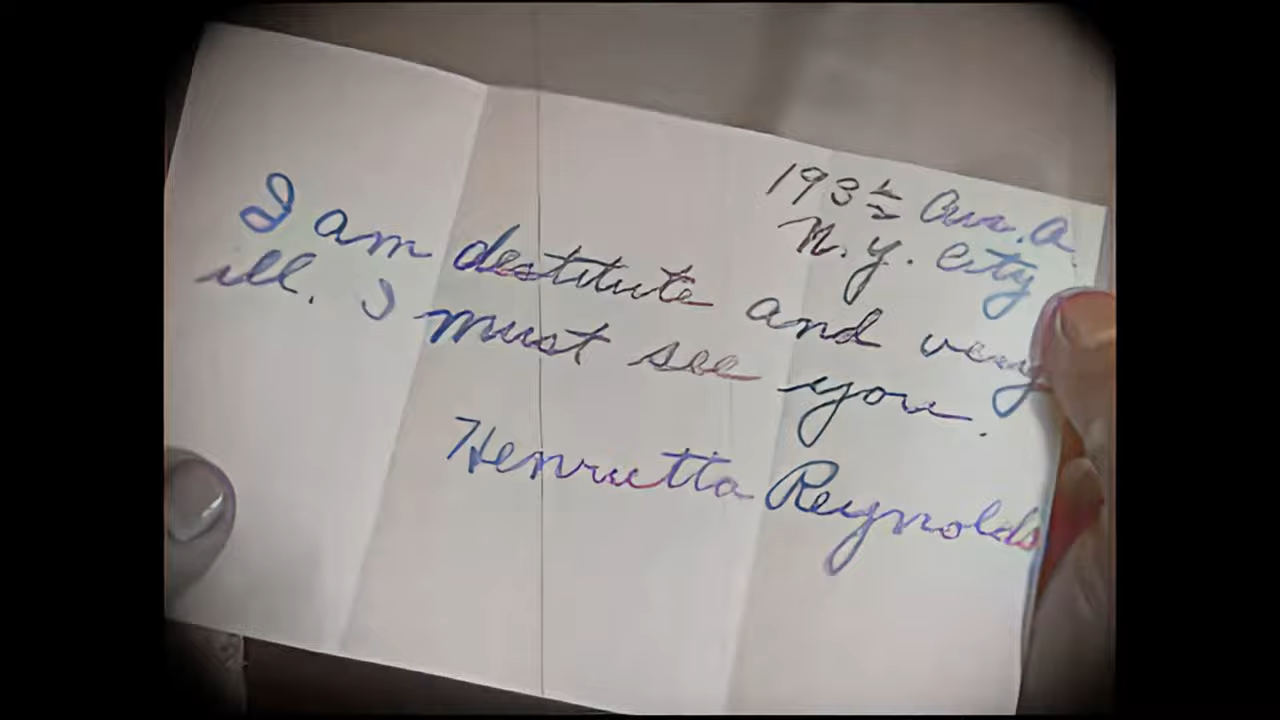 193½ Ave. A.
N.Y. City
I am destitute and very
ill. I must see you.
Henrietta Reynolds